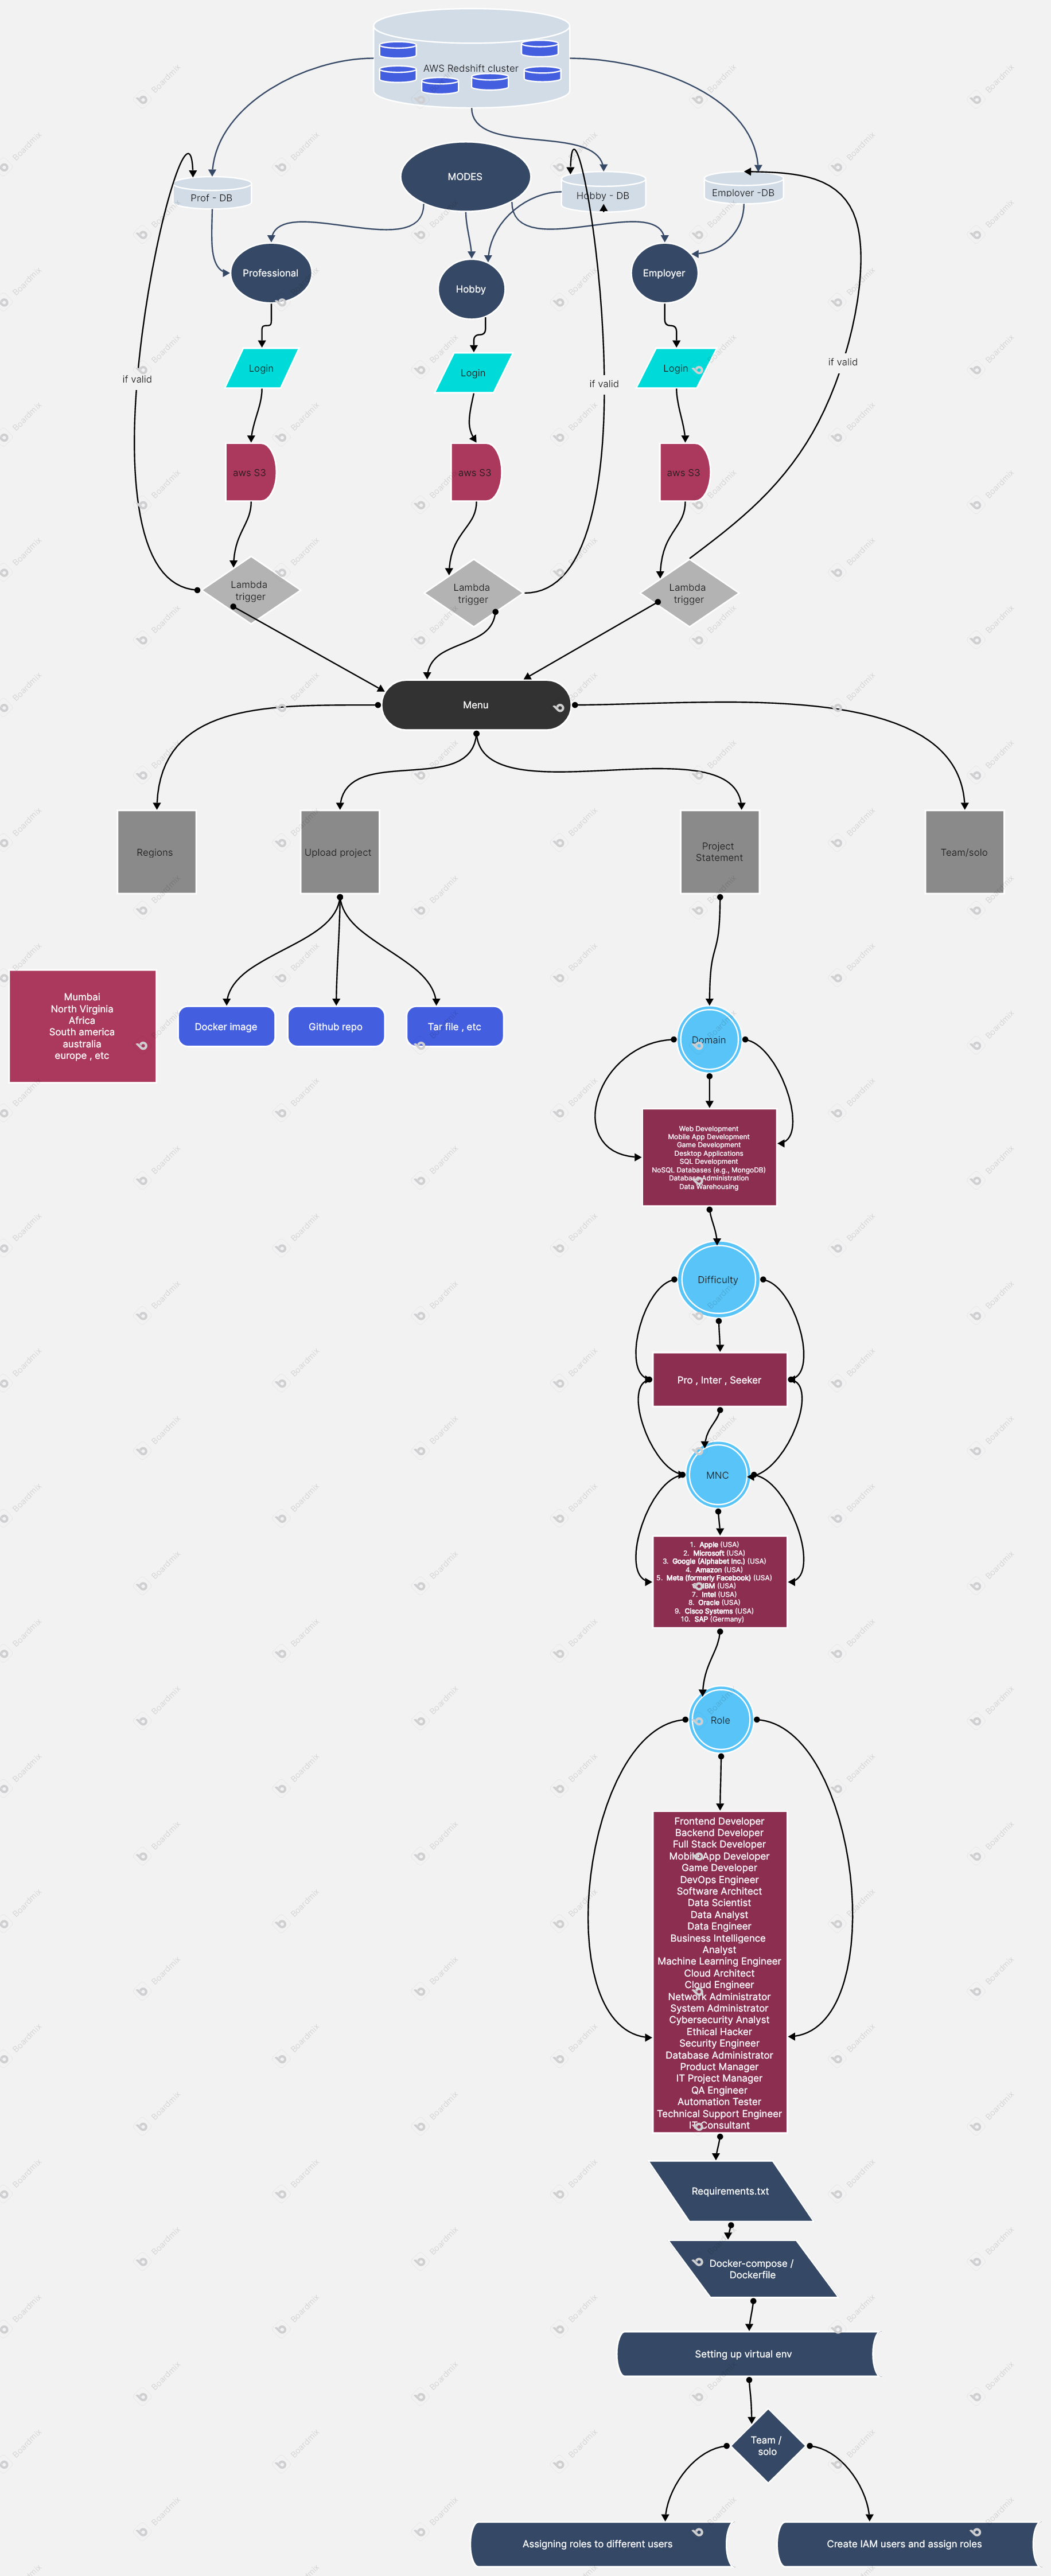 AWS Redshift cluster
MODES
Prof - DB
Hobby - DB
Employer -DB
Professional
Hobby
Employer
Login
Login
Login
if valid
if valid
if valid
aws S3
aws S3
aws S3
Lambda
trigger
Lambda
trigger
Lambda
trigger
Menu
Regions
Upload project
Project
Statement
Team/solo
Mumbai
North Virginia
Africa
South america
australia
europe , etc
Docker image
Github repo
Tar file , etc
Domain
Web Development
Mobile App Development
Game Development
Desktop Applications
SQL Development
NoSQL Databases (e.g., MongoDB)
Database Administration
Data Warehousing
Difficulty
Pro , Inter , Seeker
MNC
1. Apple (USA)
2. Microsoft (USA)
3. Google (Alphabet Inc.) (USA)
4. Amazon (USA)
5. Meta (formerly Facebook) (USA)
IBM (USA)
7. Intel (USA)
8. Oracle (USA)
9. Cisco Systems (USA)
10. SAP (Germany)
Role
Frontend Developer
Backend Developer
Full Stack Developer
Mobile App Developer
Game Developer
DevOps Engineer
Software Architect
Data Scientist
Data Analyst
Data Engineer
Business Intelligence
Analyst
Machine Learning Engineer
Cloud Architect
Cloud Engineer
Network Administrator
System Administrator
Cybersecurity Analyst
Ethical Hacker
Security Engineer
Database Administrator
Product Manager
IT Project Manager
QA Engineer
Automation Tester
Technical Support Engineer
IT Consultant
Requirements.txt
Docker-compose /
Dockerfile
Setting up virtual env
Team /
solo
Assigning roles to different users
Create IAM users and assign roles
Boardmix